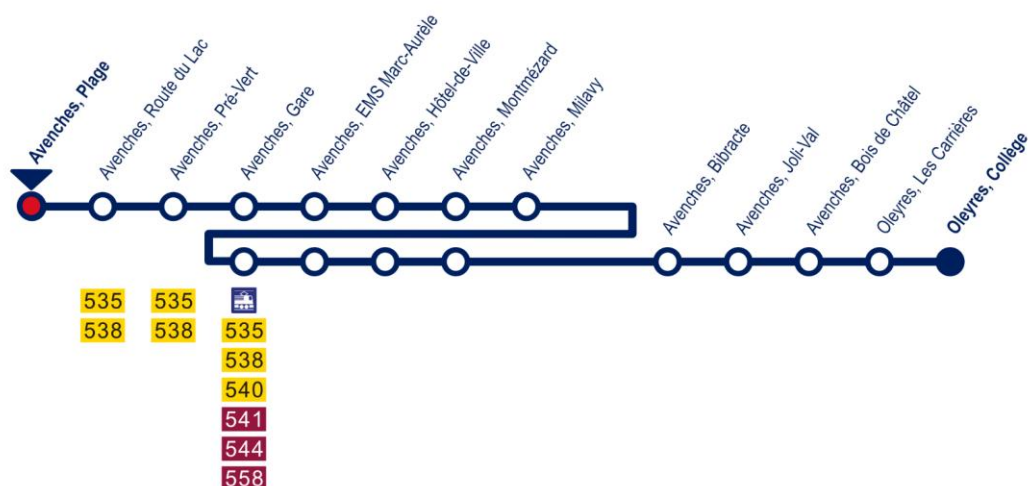 Avenches, Plage
Avenches, Route du Lac
Avenches, Pré-Vert
Avenches, Gare
Avenches, EMS Marc-Aurèle
Avenches, Hôtel-de-Ville
Avenches, Montmézard
Avenches, Milavy
Avenches, Bibracte
Avenches, Joli-Val
Avenches, Bois de Châtel
Oleyres, Les Carrières
Oleyres, Collège
535
538
535
538
535
538
540
541
544
558